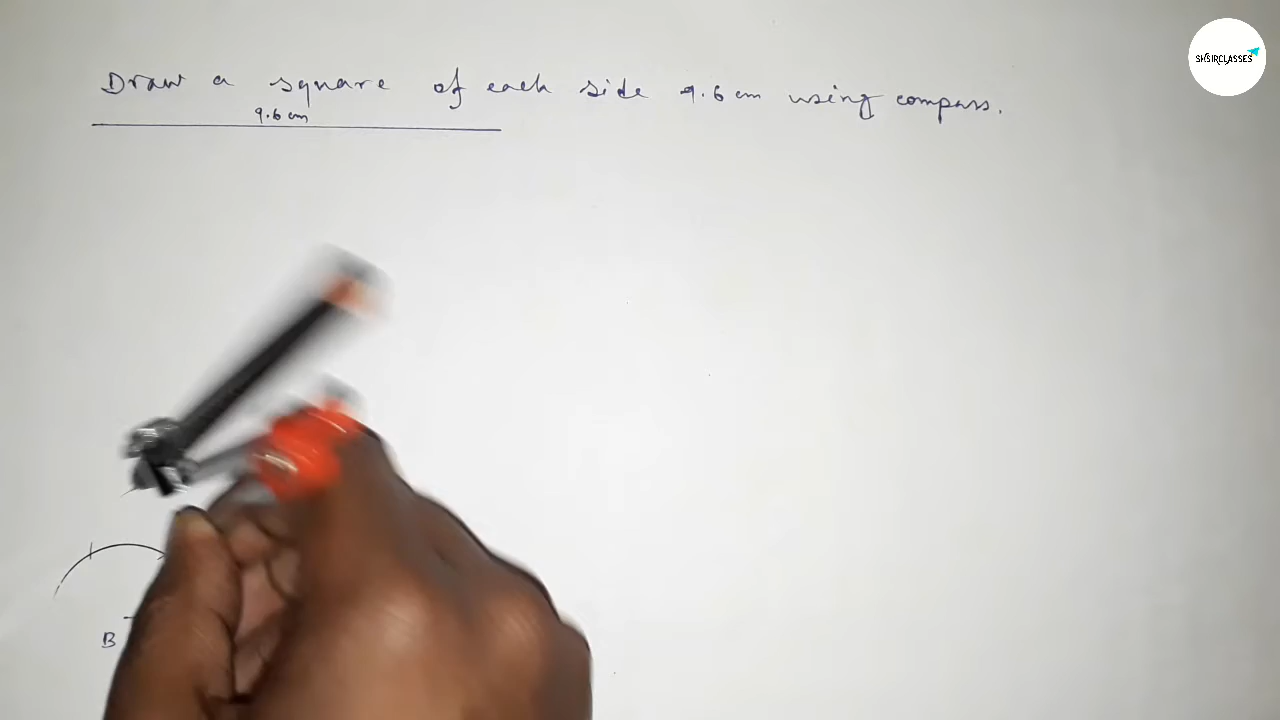 SHSIRCLASSES
Draw a square of each side 9.6 cm using compass.
9.6 cm
B